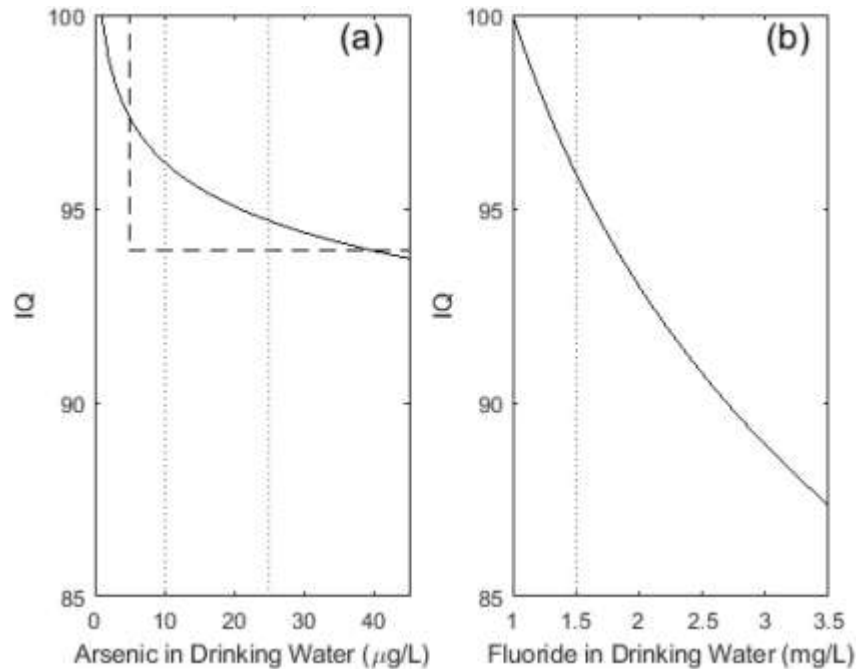 (a)
IQ
100
95
90
85
0 10 20 30 40
Arsenic in Drinking Water (μg/L)
(b)
IQ
100
95
90
85
1 1.5 2 2.5 3 3.5
Fluoride in Drinking Water (mg/L)